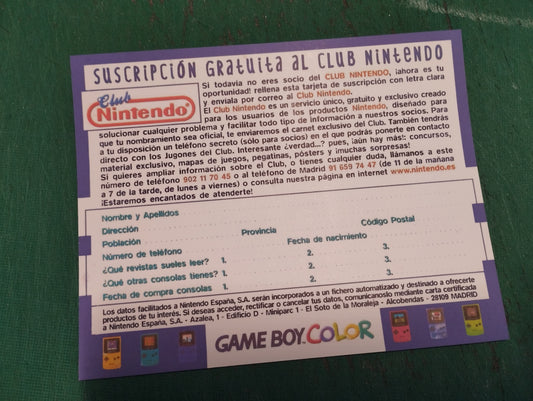 SUSCRIPCIÓN GRATUITA AL CLUB NINTENDO
Club
Nintendo®
Si todavía no eres socio del CLUB NINTENDO, ¡ahora es tu
oportunidad! rellena esta tarjeta de suscripción con letra clara
y envíala por correo al Club Nintendo.
El Club Nintendo es un servicio único, gratuito y exclusivo creado
para los usuarios de los productos Nintendo, diseñado para
solucionar cualquier problema y facilitar todo tipo de información a nuestros socios. Para
que tu nombramiento sea oficial, te enviaremos el carnet exclusivo del Club. También tendrás
a tu disposición un teléfono secreto (sólo para socios) en el que podrás ponerte en contacto
directo con los Jugones del Club. Interesante ¿verdad...? pues, ¡aún hay más!: concursos,
material exclusivo, mapas de juegos, pegatinas, pósters y ¡muchas sorpresas!
Si quieres ampliar información sobre el Club, o tienes cualquier duda, llámanos a este
número de teléfono 902 11 70 45 o al teléfono de Madrid 91 659 74 47 (de 11 de la mañana
a 7 de la tarde, de lunes a viernes) o consulta nuestra página en internet www.nintendo.es
¡Estaremos encantados de atenderte!
Nombre y Apellidos
Dirección Código Postal
Población Provincia
Número de teléfono Fecha de nacimiento
¿Qué revistas sueles leer? 1. 2. 3.
¿Qué otras consolas tienes? 1. 2. 3.
Fecha de compra consolas 1. 2. 3.
Los datos facilitados a Nintendo España, S.A. serán incorporados a un fichero automatizado y destinado a ofrecerte
productos de tu interés. Si deseas acceder, rectificar o cancelar tus datos, comunícanoslo mediante carta certificada
a Nintendo España, S.A. - Azalea, 1 - Edificio D - Miniparc 1 - El Soto de la Moraleja - Alcobendas - 28109 MADRID
GAME BOY COLOR